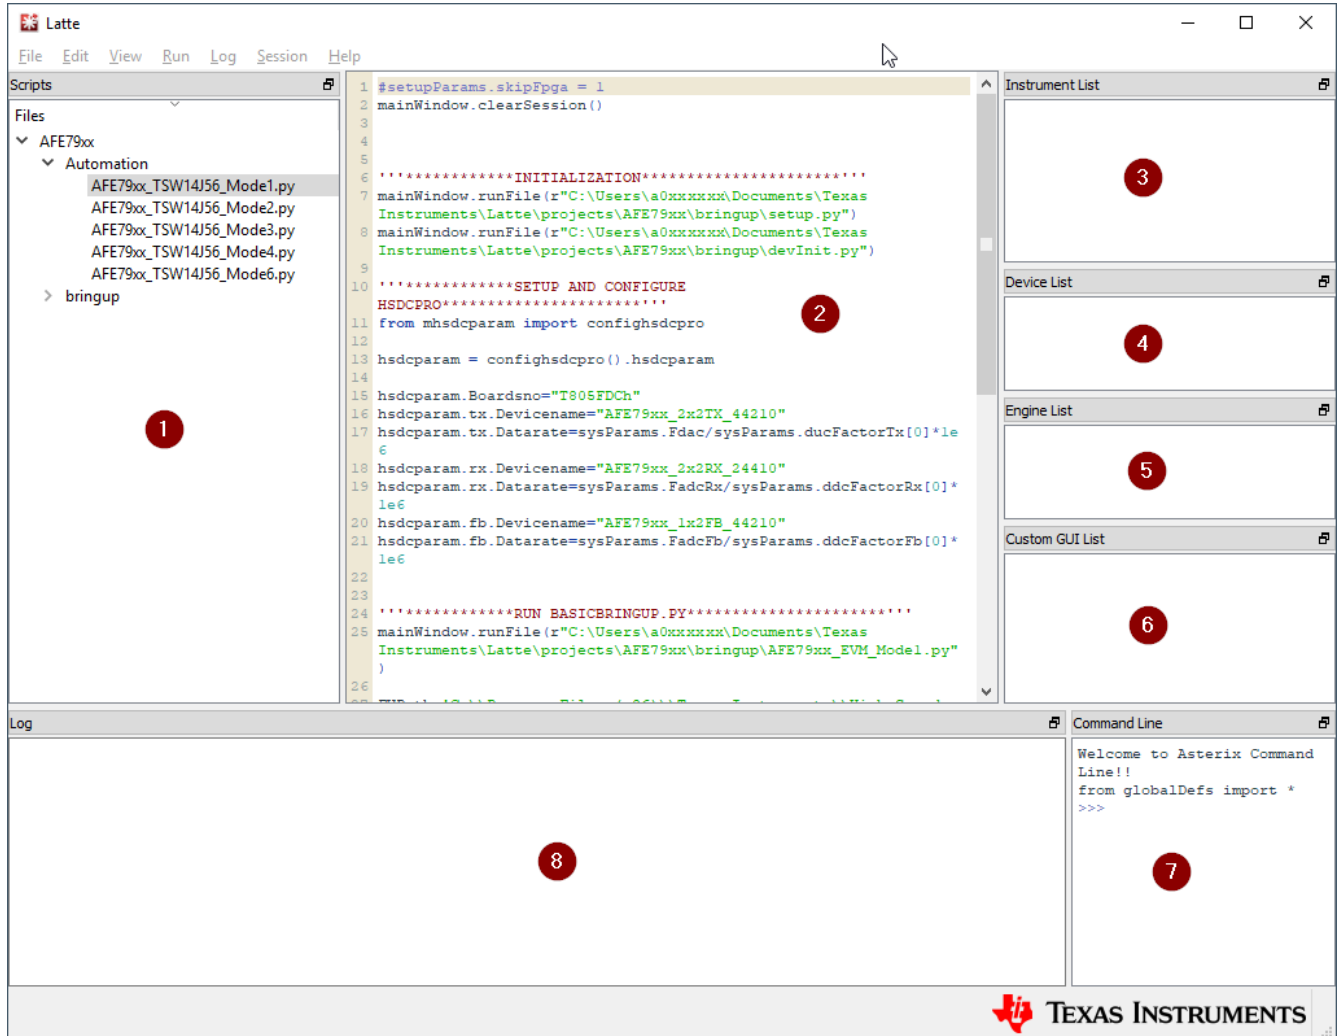 Latte
File Edit View Run Log Session Help
Scripts
Files
AFE79xx
Automation
AFE79xx_TSW14J56_Mode1.py
AFE79xx_TSW14J56_Mode2.py
AFE79xx_TSW14J56_Mode3.py
AFE79xx_TSW14J56_Mode4.py
AFE79xx_TSW14J56_Mode6.py
bringup
1
1 #setupParams.skipFpga = 1
2 mainWindow.clearSession()
3
4
5
6 '''************INITIALIZATION**********************'''
7 mainWindow.runFile(r"C:\Users\a0xxxxxx\Documents\Texas
Instruments\Latte\projects\AFE79xx\bringup\setup.py")
8 mainWindow.runFile(r"C:\Users\a0xxxxxx\Documents\Texas
Instruments\Latte\projects\AFE79xx\bringup\devInit.py")
9
10 '''************SETUP AND CONFIGURE
HSDCPRO**********************'''
11 from mhsdcparam import confighsdcpro
12
13 hsdcparam = confighsdcpro().hsdcparam
14
15 hsdcparam.Boardsno="T805FDCh"
16 hsdcparam.tx.Devicename="AFE79xx_2x2TX_44210"
17 hsdcparam.tx.Datarate=sysParams.Fdac/sysParams.ducFactorTx[0]*1e
6
18 hsdcparam.rx.Devicename="AFE79xx_2x2RX_24410"
19 hsdcparam.rx.Datarate=sysParams.FadcRx/sysParams.ddcFactorRx[0]*
1e6
20 hsdcparam.fb.Devicename="AFE79xx_1x2FB_44210"
21 hsdcparam.fb.Datarate=sysParams.FadcFb/sysParams.ddcFactorFb[0]*
1e6
22
23
24 '''************RUN BASICBRINGUP.PY**********************'''
25 mainWindow.runFile(r"C:\Users\a0xxxxxx\Documents\Texas
Instruments\Latte\projects\AFE79xx\bringup\AFE79xx_EVM_Mode1.py"
)
26
2
Instrument List
3
Device List
4
Engine List
5
Custom GUI List
6
Log
8
Command Line
Welcome to Asterix Command
Line!!
from globalDefs import *
>>>
7
TEXAS INSTRUMENTS